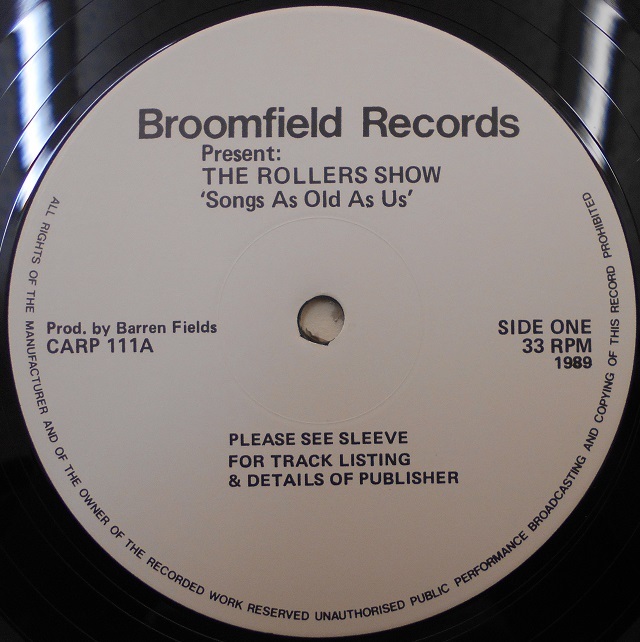 Broomfield Records
Present:
THE ROLLERS SHOW
'Songs As Old As Us'
Prod. by Barren Fields
CARP 111A
SIDE ONE
33 RPM
1989
PLEASE SEE SLEEVE
FOR TRACK LISTING
& DETAILS OF PUBLISHER
ALL RIGHTS OF THE MANUFACTURER AND OF THE OWNER OF THE RECORDED WORK RESERVED UNAUTHORISED PUBLIC PERFORMANCE BROADCASTING AND COPYING OF THIS RECORD PROHIBITED